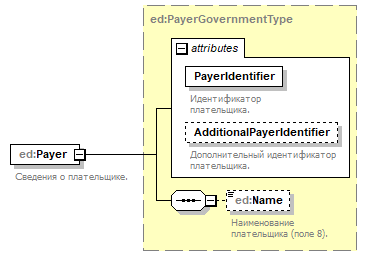 ed:PayerGovernmentType
attributes
PayerIdentifier
Идентификатор
плательщика.
AdditionalPayerIdentifier
Дополнительный идентификатор
плательщика.
ed:Payer
Сведения о плательщике.
ed:Name
Наименование
плательщика (поле 8).